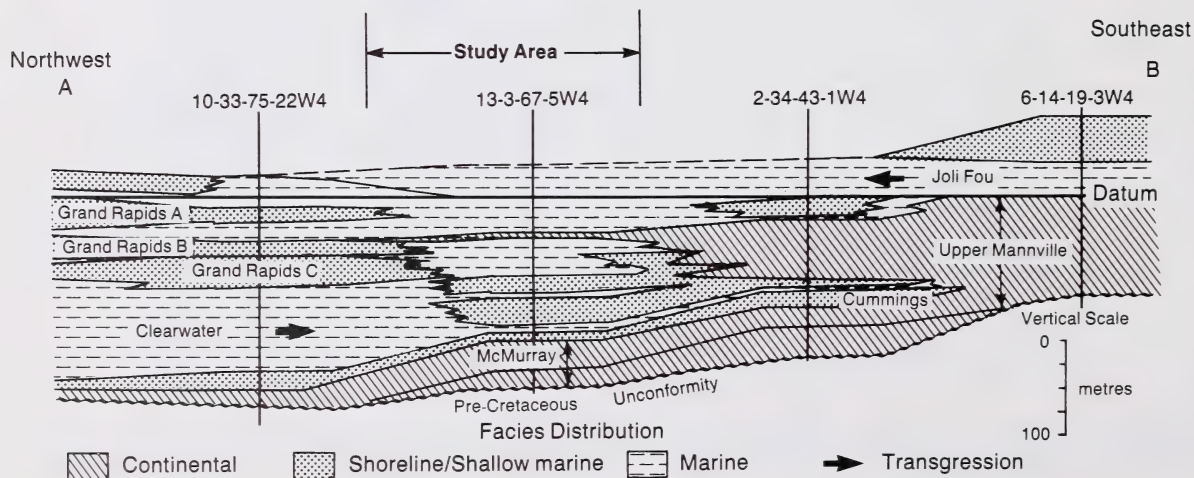 Northwest
A
Study Area
Southeast
B
10-33-75-22W4
13-3-67-5W4
2-34-43-1W4
6-14-19-3W4
Joli Fou
Datum
Grand Rapids A
Grand Rapids B
Grand Rapids C
Upper Mannville
Clearwater
Cummings
McMurray
Vertical Scale
0
metres
100
Pre-Cretaceous
Unconformity
Facies Distribution
Continental
Shoreline/Shallow marine
Marine
Transgression